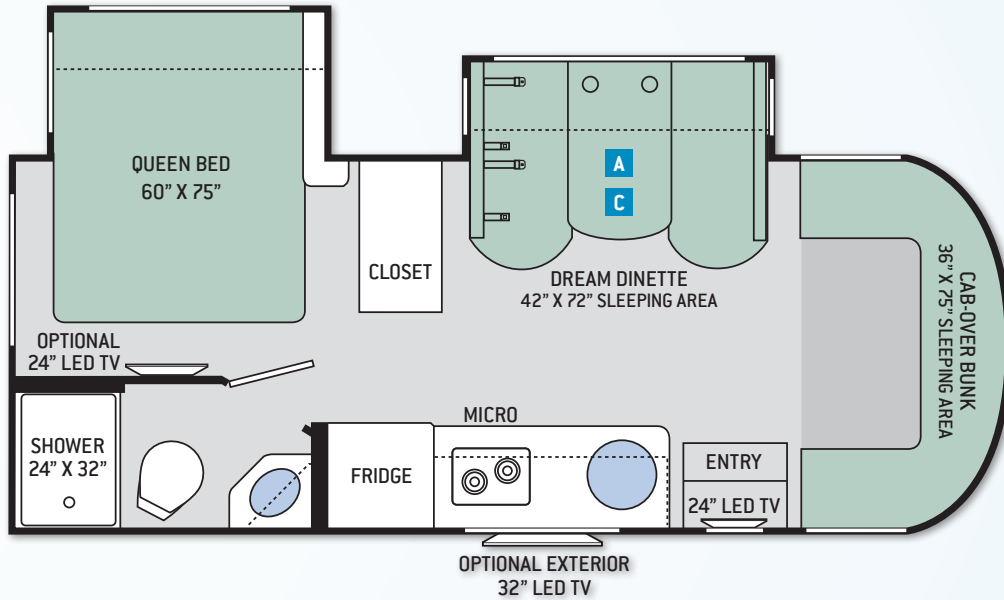 QUEEN BED
60” X 75”
A
C
CLOSET
DREAM DINETTE
42” X 72” SLEEPING AREA
CAB-OVER BUNK
36” X 75” SLEEPING AREA
OPTIONAL
24” LED TV
MICRO
SHOWER
24” X 32”
FRIDGE
ENTRY
24” LED TV
OPTIONAL EXTERIOR
32” LED TV